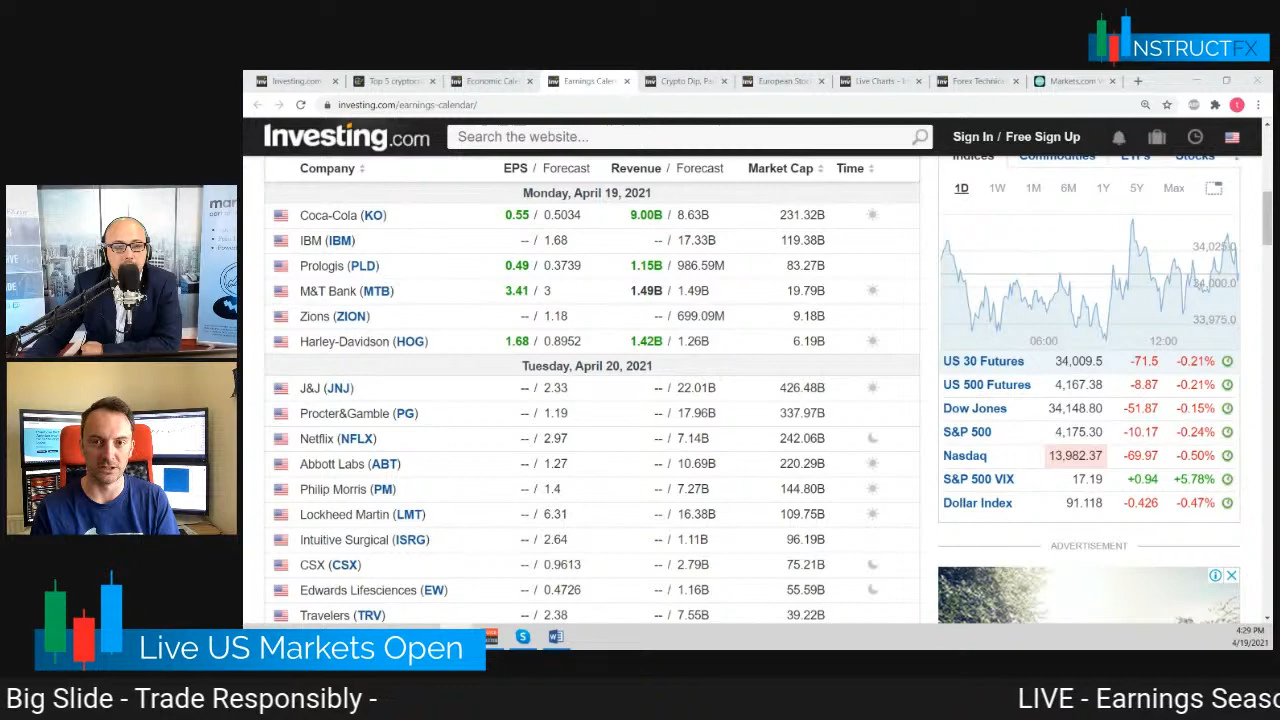 NSTRUCTFX
Investing.com
Top 5 cryptocu
Economic Cale
Earnings Calen
Crypto Dip, Pe
European Stoc
Live Charts - In
Forex Technica
Markets.com
investing.com/earnings-calendar/
Investing.com
Search the website...
Sign In / Free Sign Up
Company EPS / Forecast Revenue / Forecast Market Cap Time
Monday, April 19, 2021
Coca-Cola (KO) 0.55 / 0.5034 9.00B / 8.63B 231.32B
IBM (IBM) -- / 1.68 -- / 17.33B 119.38B
Prologis (PLD) 0.49 / 0.3739 1.15B / 986.59M 83.27B
M&T Bank (MTB) 3.41 / 3 1.49B / 1.49B 19.79B
Zions (ZION) -- / 1.18 -- / 699.09M 9.18B
Harley-Davidson (HOG) 1.68 / 0.8952 1.42B / 1.26B 6.19B
Tuesday, April 20, 2021
J&J (JNJ) -- / 2.33 -- / 22.01B 426.48B
Procter&Gamble (PG) -- / 1.19 -- / 17.96B 337.97B
Netflix (NFLX) -- / 2.97 -- / 7.14B 242.06B
Abbott Labs (ABT) -- / 1.27 -- / 10.69B 220.29B
Philip Morris (PM) -- / 1.4 -- / 7.27B 144.80B
Lockheed Martin (LMT) -- / 6.31 -- / 16.38B 109.75B
Intuitive Surgical (ISRG) -- / 2.64 -- / 1.11B 96.19B
CSX (CSX) -- / 0.9613 -- / 2.79B 75.21B
Edwards Lifesciences (EW) -- / 0.4726 -- / 1.16B 55.59B
Travelers (TRV) -- / 2.38 -- / 7.55B 39.22B
Indices Commodities ETFs Stocks
1D 1W 1M 6M 1Y 5Y Max
34,025.0
34,000.0
33,975.0
06:00 12:00
US 30 Futures 34,009.5 -71.5 -0.21%
US 500 Futures 4,167.38 -8.87 -0.21%
Dow Jones 34,148.80 -51.87 -0.15%
S&P 500 4,175.30 -10.17 -0.24%
Nasdaq 13,982.37 -69.97 -0.50%
S&P 500 VIX 17.19 +0.94 +5.78%
Dollar Index 91.118 -0.426 -0.47%
ADVERTISEMENT
4:29 PM
4/19/2021
Live US Markets Open
Big Slide - Trade Responsibly -
LIVE - Earnings Seaso